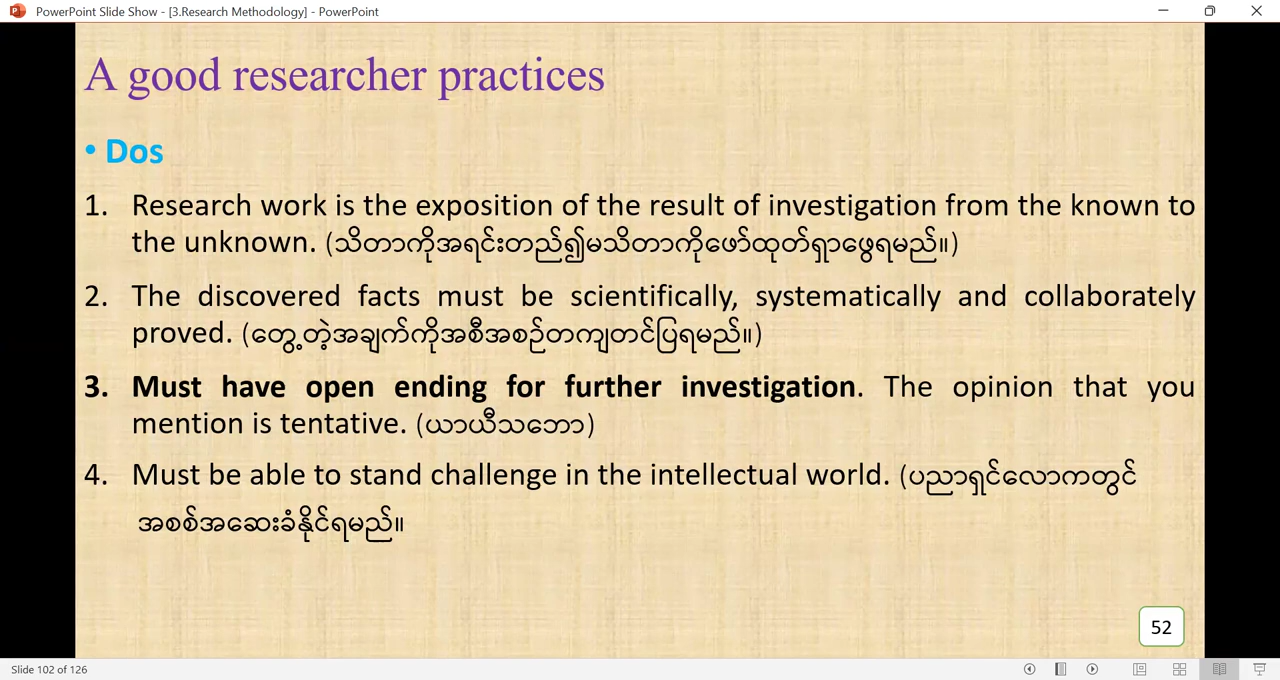 PowerPoint Slide Show - [3.Research Methodology] - PowerPoint
A good researcher practices
• Dos
1. Research work is the exposition of the result of investigation from the known to
the unknown. (သိတာကိုအရင်းတည်၍မသိတာကိုဖော်ထုတ်ရှာဖွေရမည်။)
2. The discovered facts must be scientifically, systematically and collaborately
proved. (တွေ့တဲ့အချက်ကိုအစီအစဉ်တကျတင်ပြရမည်။)
3. Must have open ending for further investigation. The opinion that you
mention is tentative. (ယာယီသဘော)
4. Must be able to stand challenge in the intellectual world. (ပညာရှင်လောကတွင်
အစစ်အဆေးခံနိုင်ရမည်။
52
Slide 102 of 126